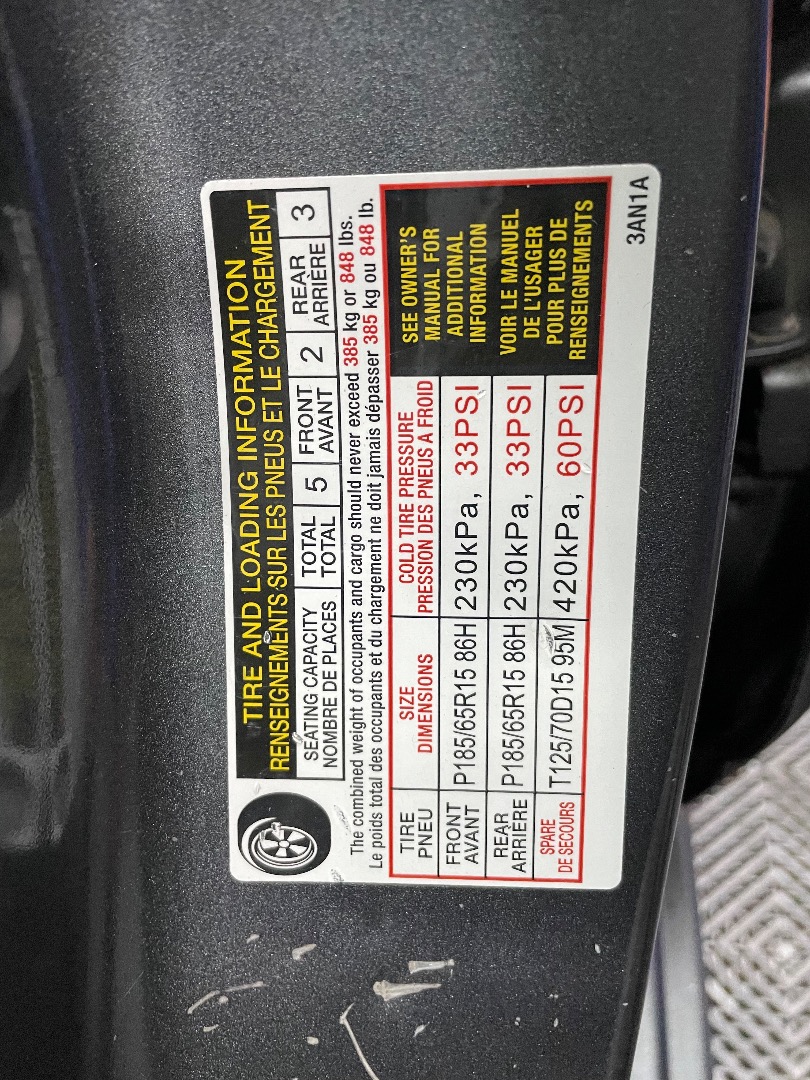 TIRE AND LOADING INFORMATION
RENSEIGNEMENTS SUR LES PNEUS ET LE CHARGEMENT
SEATING CAPACITY TOTAL 5 FRONT 2 REAR 3
NOMBRE DE PLACES TOTAL AVANT ARRIÈRE
The combined weight of occupants and cargo should never exceed 385 kg or 848 lbs.
Le poids total des occupants et du chargement ne doit jamais dépasser 385 kg ou 848 lb.
TIRE SIZE COLD TIRE PRESSURE
PNEU DIMENSIONS PRESSION DES PNEUS A FROID
FRONT P185/65R15 86H 230kPa, 33PSI
AVANT
REAR P185/65R15 86H 230kPa, 33PSI
ARRIÈRE
SPARE T125/70D15 95M 420kPa, 60PSI
DE SECOURS
SEE OWNER'S
MANUAL FOR
ADDITIONAL
INFORMATION
VOIR LE MANUEL
DE L'USAGER
POUR PLUS DE
RENSEIGNEMENTS
3AN1A